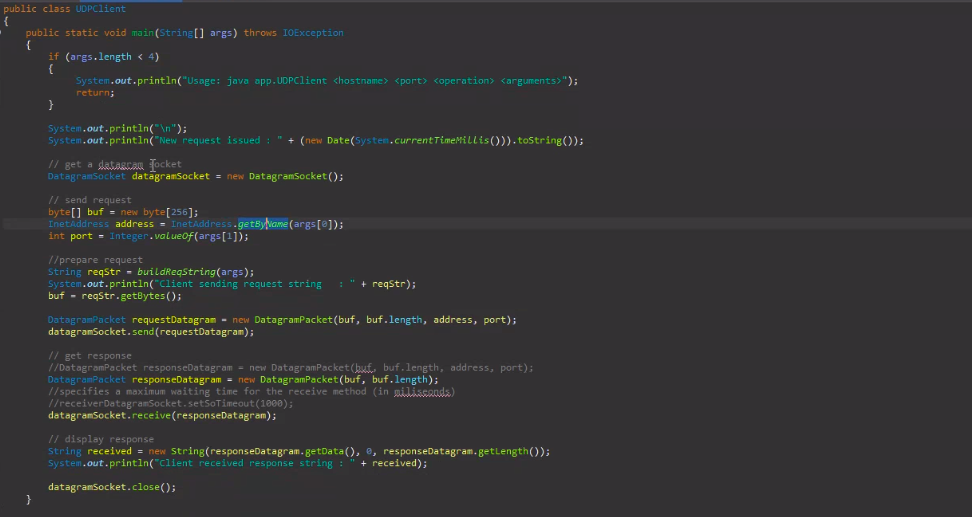 public class UDPClient
{
public static void main(String[] args) throws IOException
{
if (args.length < 4)
{
System.out.println("Usage: java app.UDPClient <hostname> <port> <operation> <arguments>");
return;
}
System.out.println("\n");
System.out.println("New request issued : " + (new Date(System.currentTimeMillis())).toString());
// get a datagram socket
DatagramSocket datagramSocket = new DatagramSocket();
// send request
byte[] buf = new byte[256];
InetAddress address = InetAddress.getByName(args[0]);
int port = Integer.valueOf(args[1]);
//prepare request
String reqStr = buildReqString(args);
System.out.println("Client sending request string   : " + reqStr);
buf = reqStr.getBytes();
DatagramPacket requestDatagram = new DatagramPacket(buf, buf.length, address, port);
datagramSocket.send(requestDatagram);
// get response
//DatagramPacket responseDatagram = new DatagramPacket(buf, buf.length, address, port);
DatagramPacket responseDatagram = new DatagramPacket(buf, buf.length);
//specifies a maximum waiting time for the receive method (in miliseconds)
//receiverDatagramSocket.setSoTimeout(1000);
datagramSocket.receive(responseDatagram);
// display response
String received = new String(responseDatagram.getData(), 0, responseDatagram.getLength());
System.out.println("Client received response string : " + received);
datagramSocket.close();
}